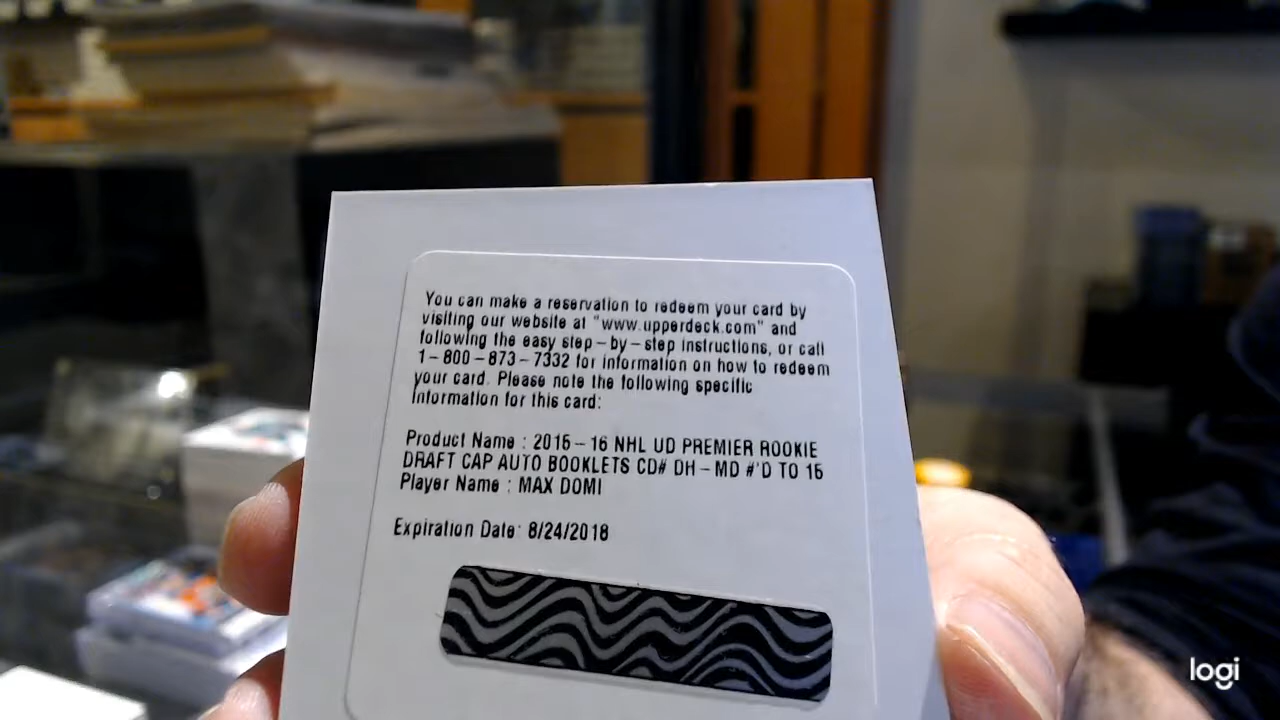 You can make a reservation to redeem your card by
visiting our website at "www.upperdeck.com" and
following the easy step-by-step instructions, or call
1-800-873-7332 for information on how to redeem
your card. Please note the following specific
Information for this card:
Product Name : 2015-16 NHL UD PREMIER ROOKIE
DRAFT CAP AUTO BOOKLETS CD# DH-MD #'D TO 15
Player Name : MAX DOMI
Expiration Date: 8/24/2018
logi